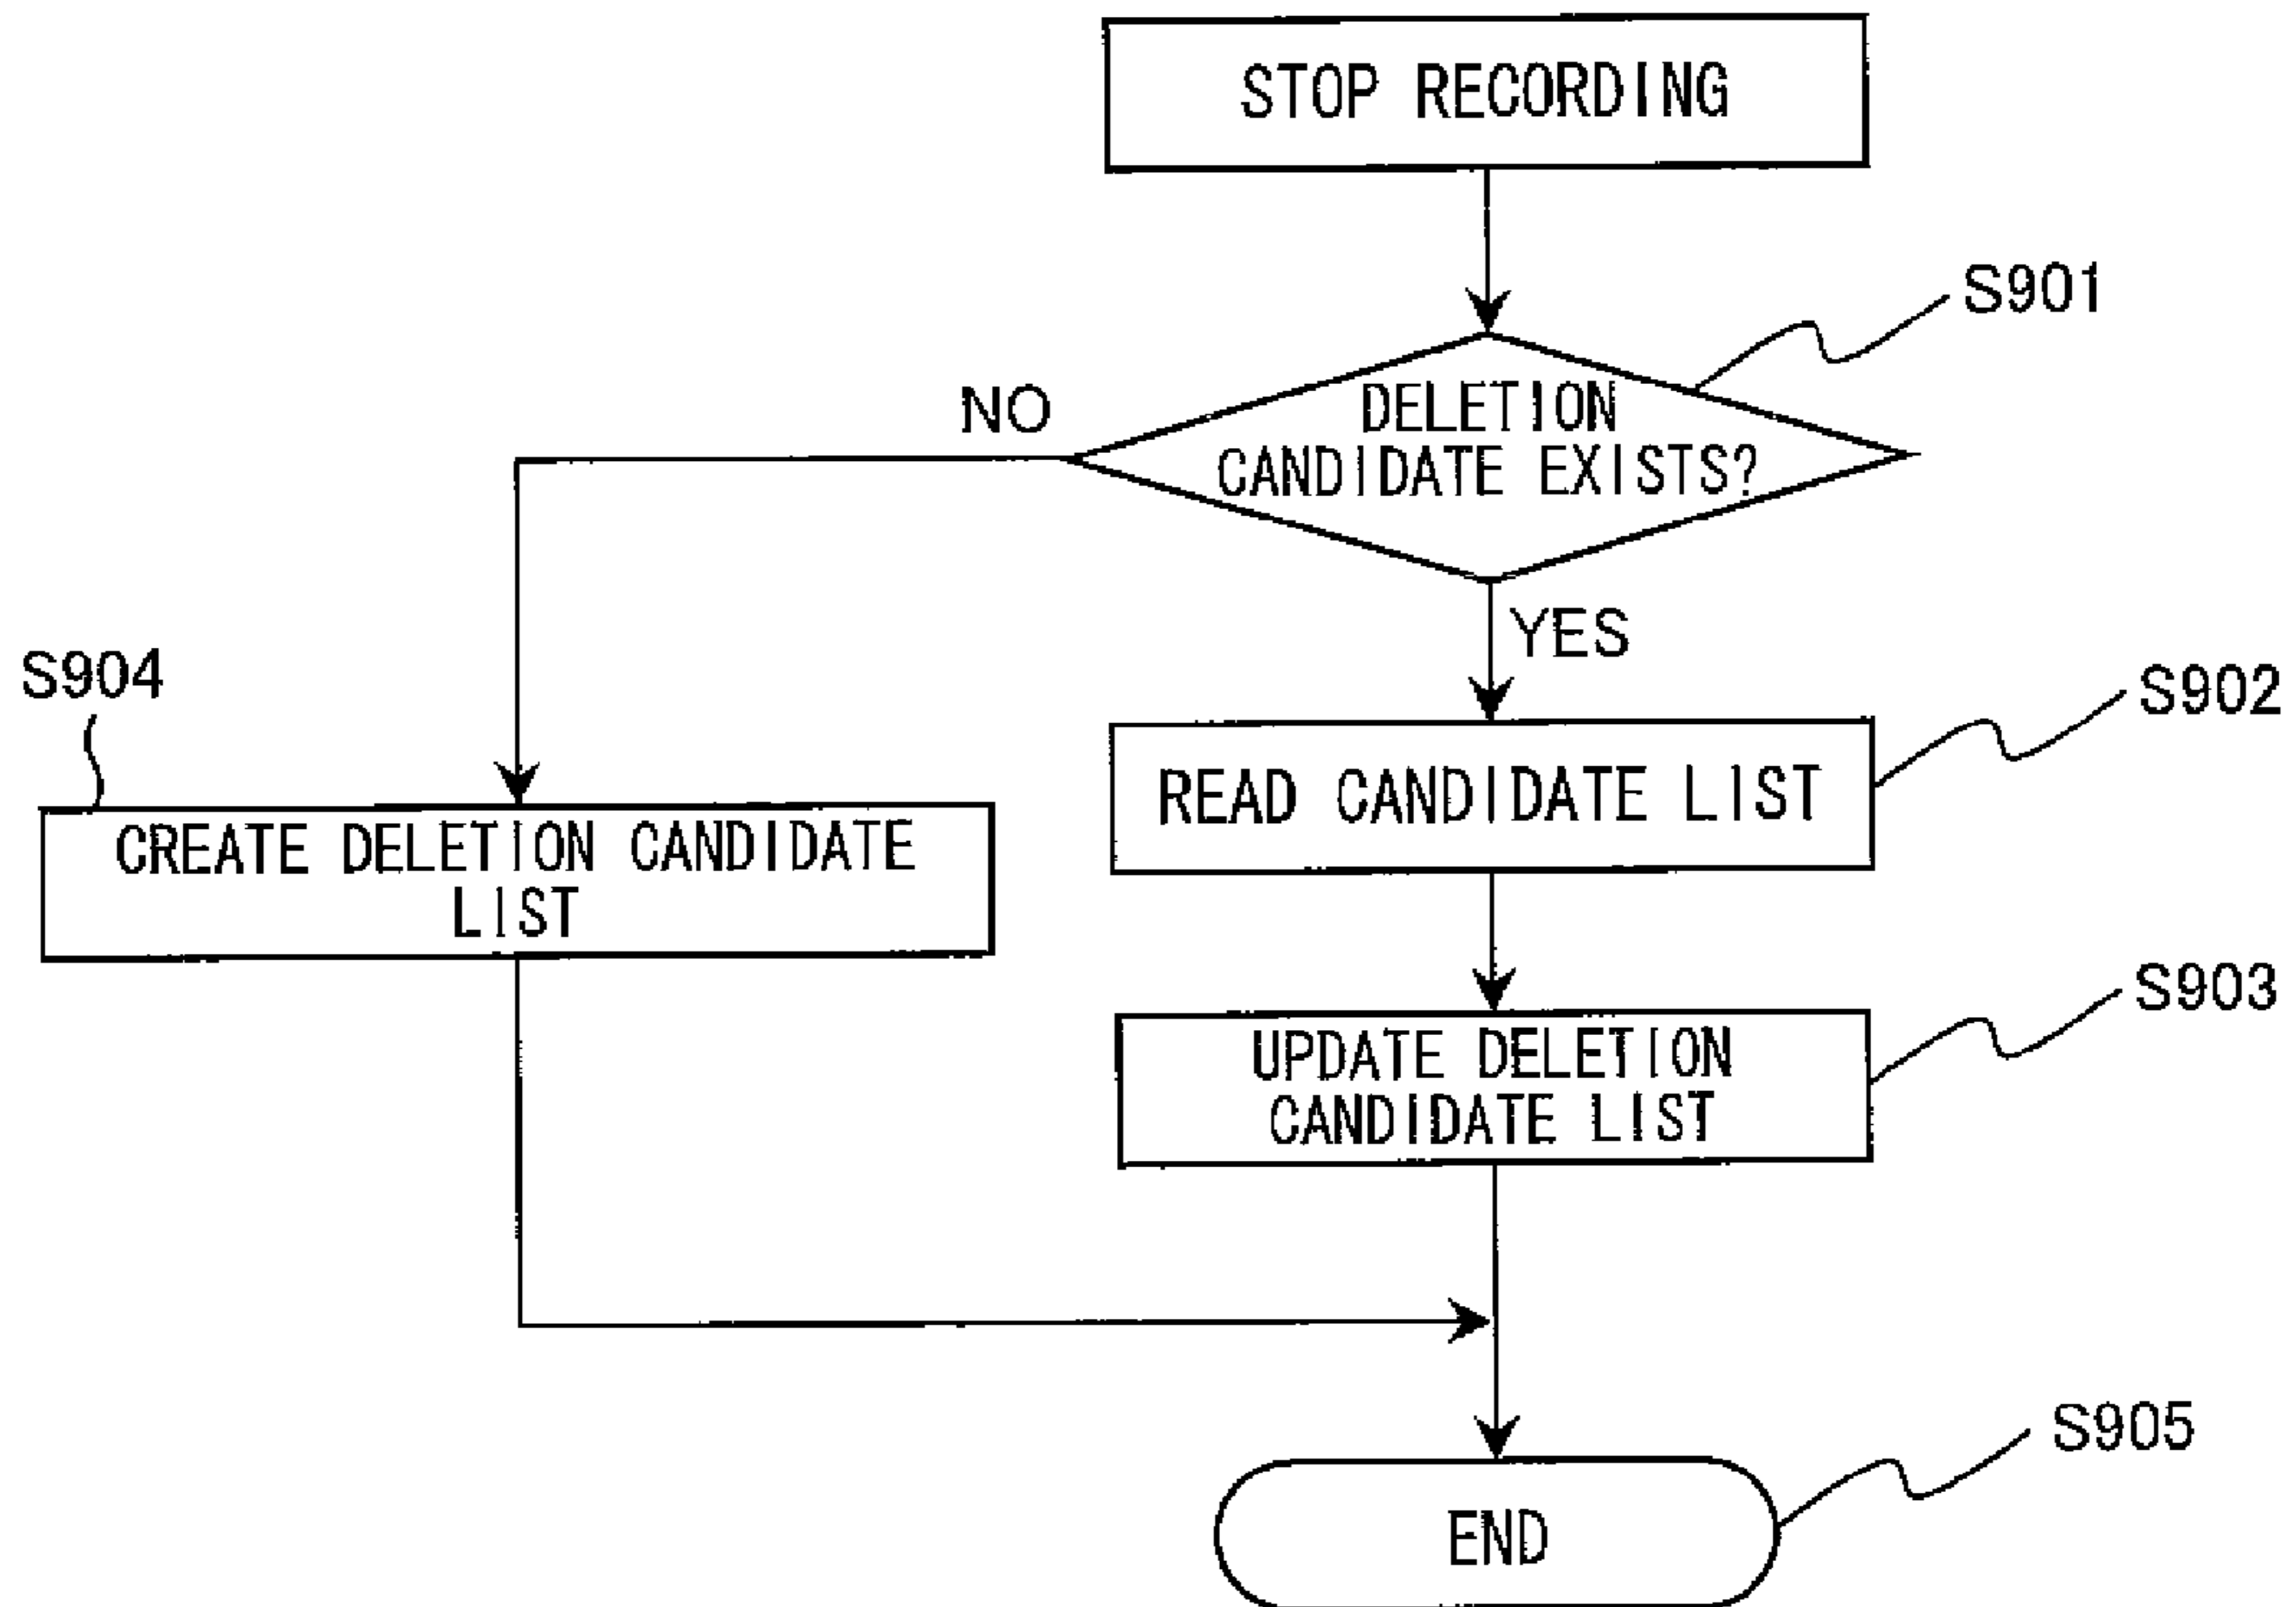 STOP RECORDING
S901
NO
DELETION
CANDIDATE EXISTS?
YES
S904
S902
READ CANDIDATE LIST
CREATE DELETION CANDIDATE
LIST
S903
UPDATE DELETION
CANDIDATE LIST
S905
END